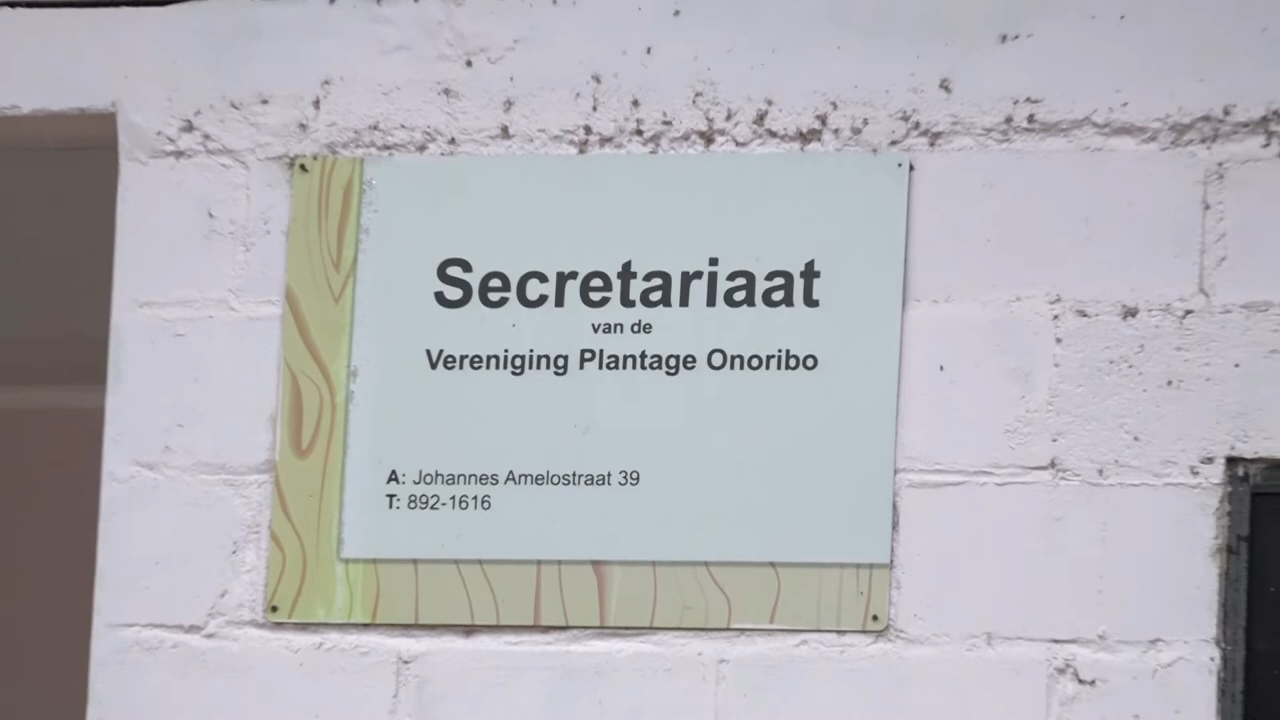 Secretariaat
van de
Vereniging Plantage Onoribo
A: Johannes Amelostraat 39
T: 892-1616